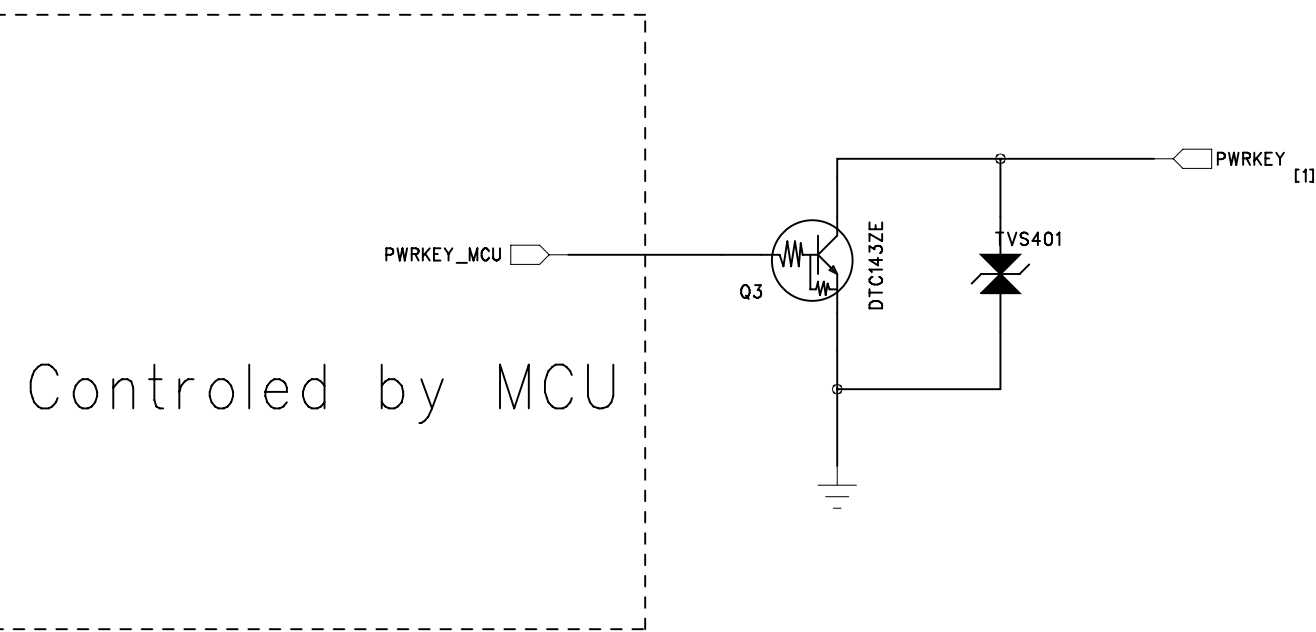 PWRKEY
[1]
TVS401
PWRKEY_MCU
DTC143ZE
Q3
Controled by MCU